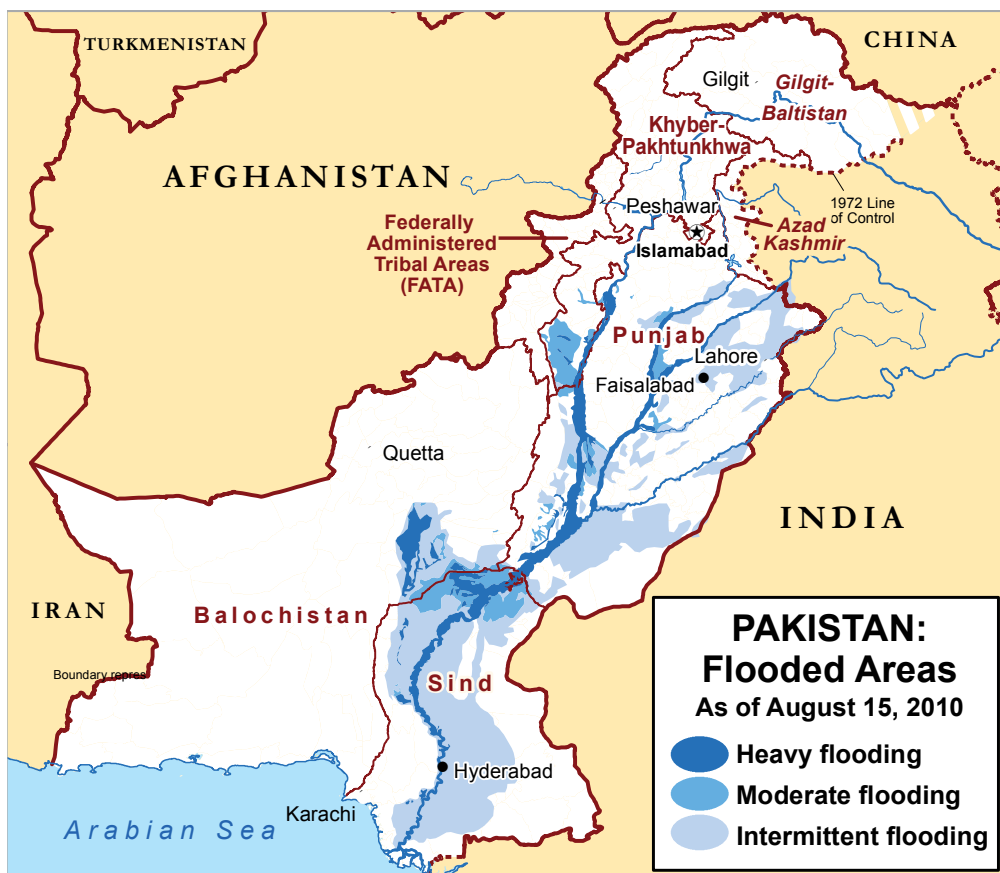 TURKMENISTAN
CHINA
Gilgit
Gilgit-
Baltistan
Khyber-
Pakhtunkhwa
AFGHANISTAN
1972 Line
of Control
Peshawar
Azad
Kashmir
Federally
Administered
Tribal Areas
(FATA)
Islamabad
Punjab
Lahore
Faisalabad
Quetta
INDIA
IRAN
Balochistan
Boundary repres
Sind
Hyderabad
Karachi
Arabian Sea
PAKISTAN:
Flooded Areas
As of August 15, 2010
Heavy flooding
Moderate flooding
Intermittent flooding